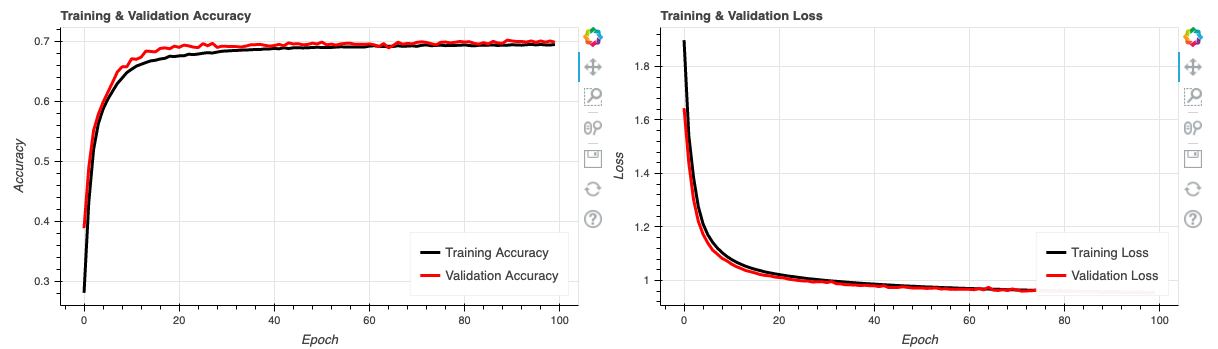 Training & Validation Accuracy
0.7
0.6
0.5
0.4
0.3
Accuracy
0
20
40
60
80
100
Epoch
Training Accuracy
Validation Accuracy
?
Training & Validation Loss
1.8
1.6
1.4
1.2
1
Loss
0
20
40
60
80
100
Epoch
Training Loss
Validation Loss
?